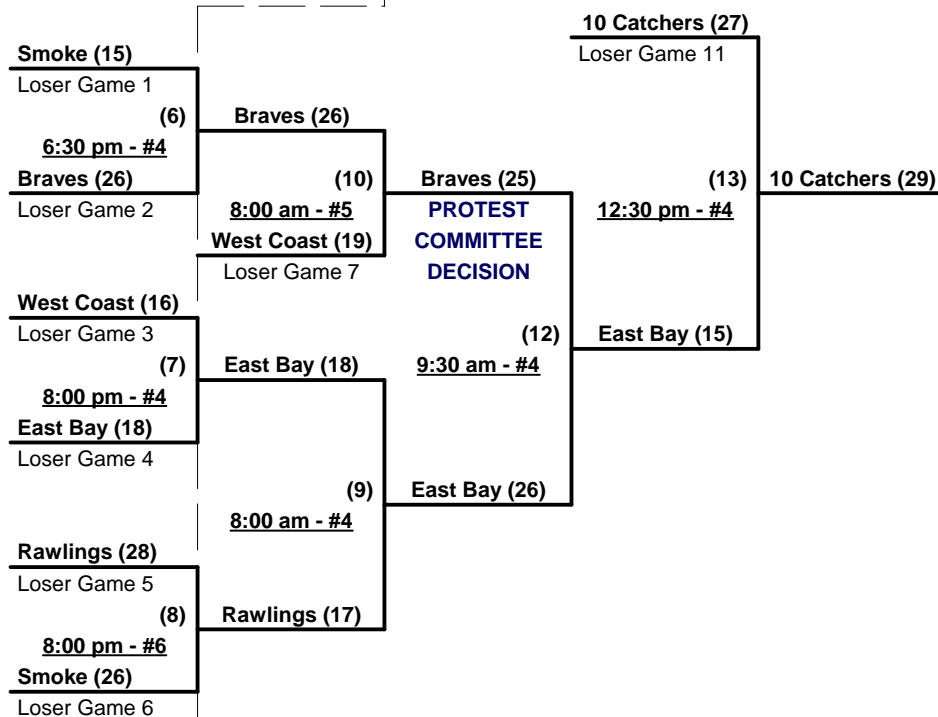 10 Catchers (27)
Loser Game 11
Smoke (15)
Loser Game 1
(6)
6:30 pm - #4
Braves (26)
Braves (26)
Loser Game 2
(10)
8:00 am - #5
West Coast (19)
Loser Game 7
Braves (25)
PROTEST
COMMITTEE
DECISION
(13)
12:30 pm - #4
10 Catchers (29)
West Coast (16)
Loser Game 3
(7)
8:00 pm - #4
East Bay (18)
East Bay (18)
Loser Game 4
(12)
9:30 am - #4
East Bay (15)
(9)
8:00 am - #4
East Bay (26)
Rawlings (28)
Loser Game 5
(8)
8:00 pm - #6
Rawlings (17)
Smoke (26)
Loser Game 6